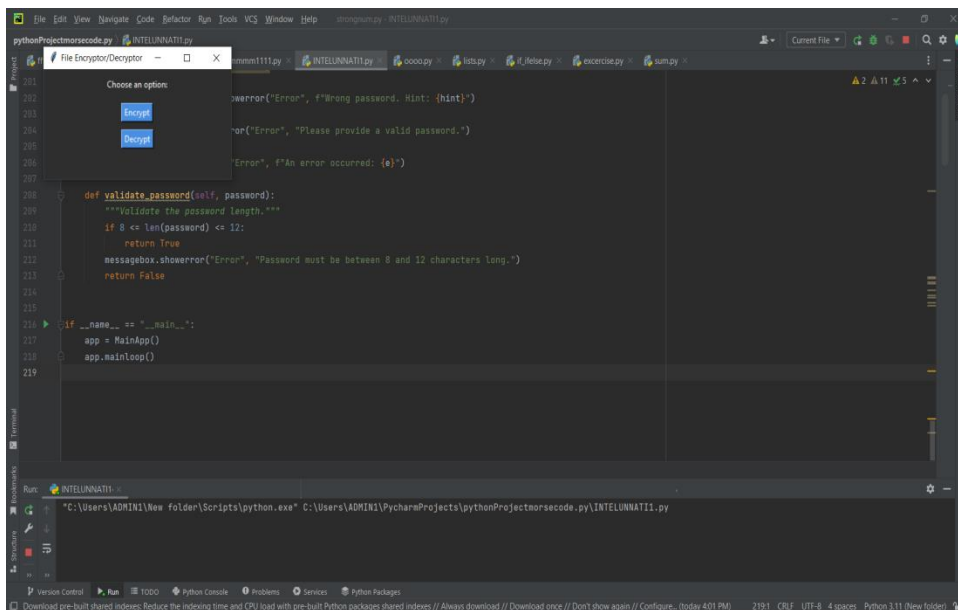 File Edit View Navigate Code Refactor Run Tools VCS Window Help strongnum.py - INTELUNNATI1.py
pythonProjectmorsecode.py INTELUNNATI1.py Current File
File Encryptor/Decryptor
Project mmmm1111.py INTELUNNATI1.py oooo.py lists.py if_ifelse.py excercise.py sum.py
Choose an option:
Encrypt
Decrypt
201 2 11 5
202 owerror("Error", f"Wrong password. Hint: {hint}")
203
204 or("Error", "Please provide a valid password.")
205
206 "Error", f"An error occurred: {e}")
207
208 def validate_password(self, password):
209 """Validate the password length."""
210 if 8 <= len(password) <= 12:
211 return True
212 messagebox.showerror("Error", "Password must be between 8 and 12 characters long.")
213 return False
214
215
216 if __name__ == "__main__":
217 app = MainApp()
218 app.mainloop()
219
Terminal
Bookmarks
Structure
Run: INTELUNNATI1
"C:\Users\ADMIN1\New folder\Scripts\python.exe" C:\Users\ADMIN1\PycharmProjects\pythonProjectmorsecode.py\INTELUNNATI1.py
Version Control Run TODO Python Console Problems Services Python Packages
Download pre-built shared indexes: Reduce the indexing time and CPU load with pre-built Python packages shared indexes // Always download // Download once // Don't show again // Configure... (today 4:01 PM) 219:1 CRLF UTF-8 4 spaces Python 3.11 (New folder)